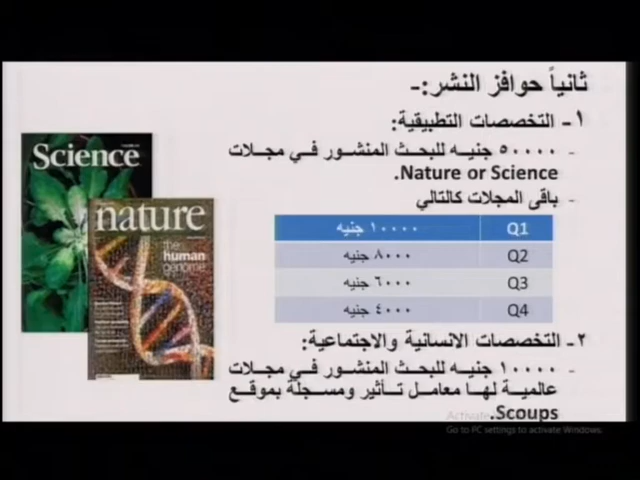 ثانياً حوافز النشر:-
١- التخصصات التطبيقية:
- ٥٠٠٠٠ جنيه للبحث المنشور في مجلات
Nature or Science.
- باقى المجلات كالتالي
Q1 ١٠٠٠٠ جنيه
Q2 ٨٠٠٠ جنيه
Q3 ٦٠٠٠ جنيه
Q4 ٤٠٠٠ جنيه
٢- التخصصات الانسانية والاجتماعية:
- ١٠٠٠٠ جنيه للبحث المنشور في مجلات
عالمية لها معامل تأثير ومسجلة بموقع
Scoups.
Science
nature
the
human
genome
Activate
Go to PC settings to activate Windows.